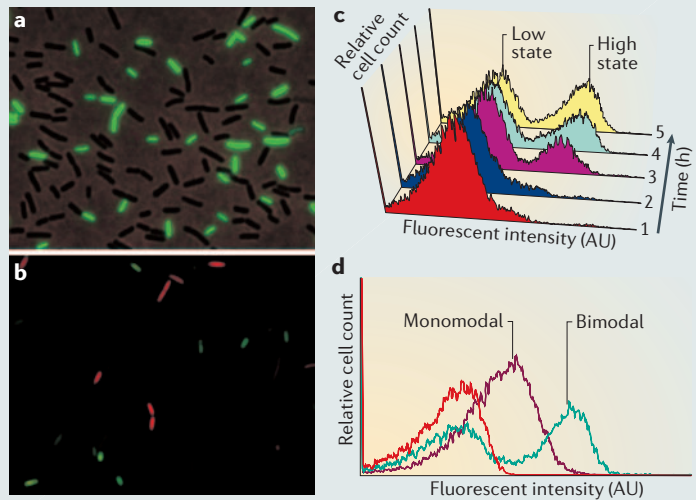 a
b
c
Relative
cell count
Low
state
High
state
5
4
3
2
1
Time (h)
Fluorescent intensity (AU)
d
Relative cell count
Monomodal
Bimodal
Fluorescent intensity (AU)